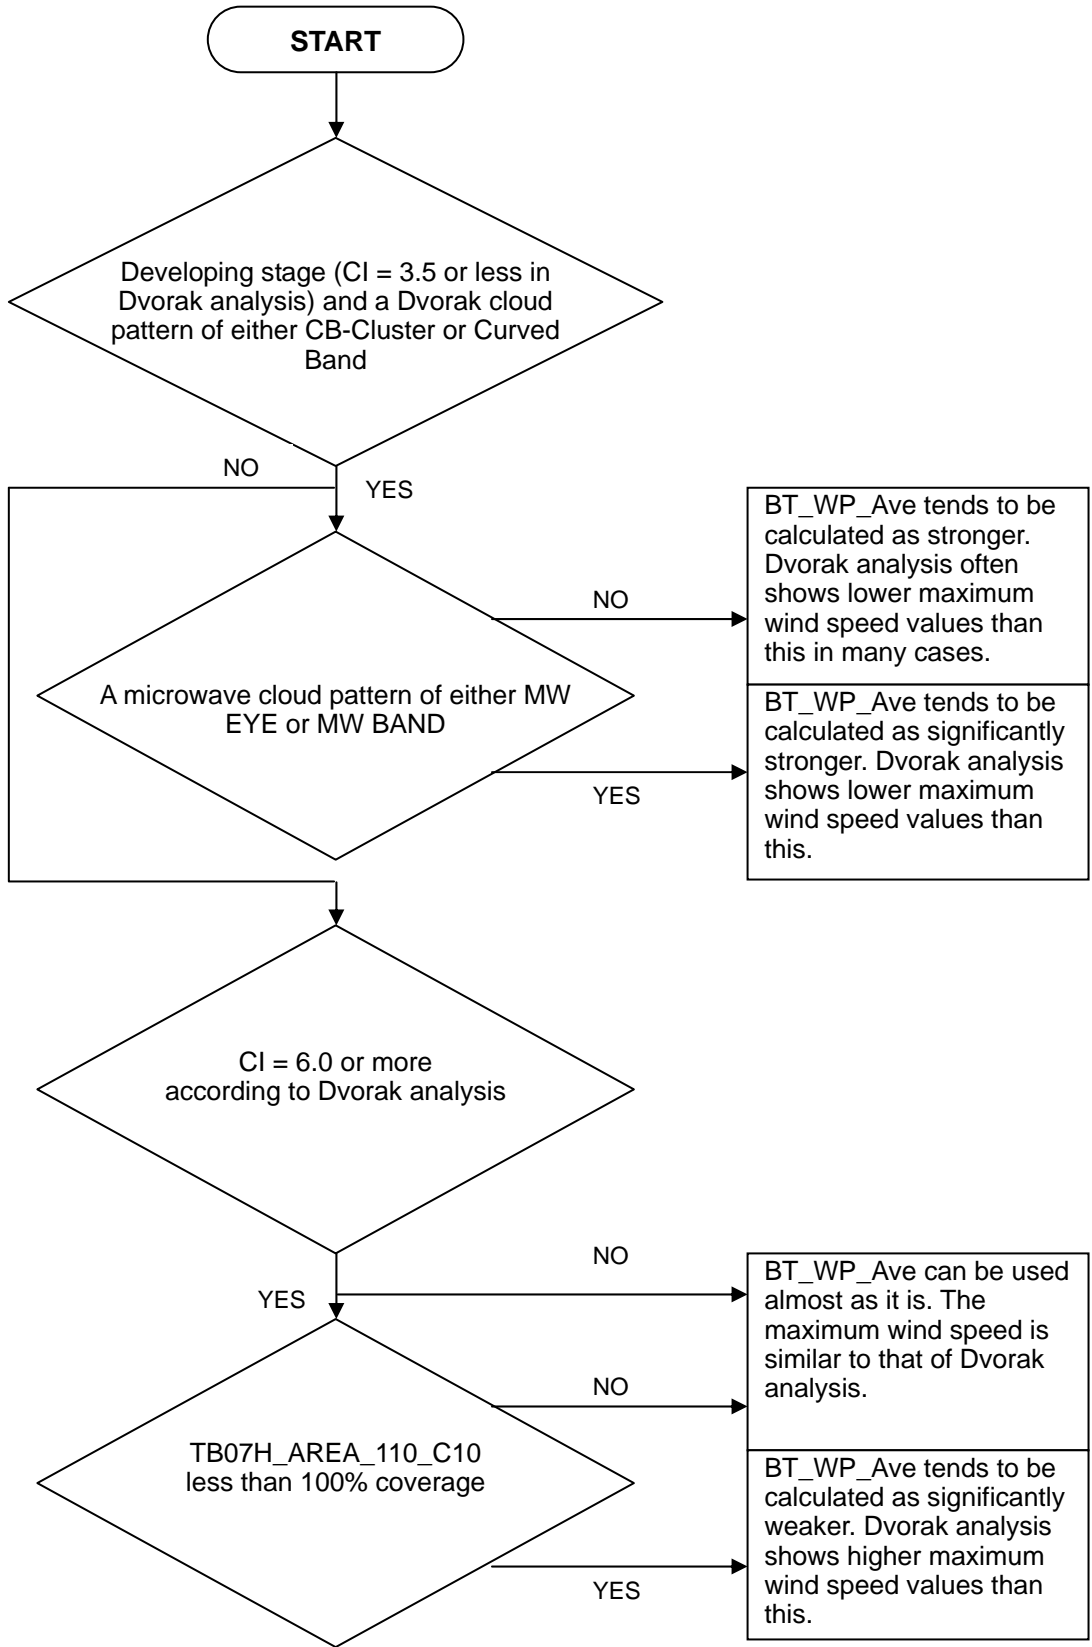 START
Developing stage (CI = 3.5 or less in
Dvorak analysis) and a Dvorak cloud
pattern of either CB-Cluster or Curved
Band
NO
YES
A microwave cloud pattern of either MW
EYE or MW BAND
NO
BT_WP_Ave tends to be
calculated as stronger.
Dvorak analysis often
shows lower maximum
wind speed values than
this in many cases.
YES
BT_WP_Ave tends to be
calculated as significantly
stronger. Dvorak analysis
shows lower maximum
wind speed values than
this.
CI = 6.0 or more
according to Dvorak analysis
NO
YES
BT_WP_Ave can be used
almost as it is. The
maximum wind speed is
similar to that of Dvorak
analysis.
TB07H_AREA_110_C10
less than 100% coverage
NO
YES
BT_WP_Ave tends to be
calculated as significantly
weaker. Dvorak analysis
shows higher maximum
wind speed values than
this.